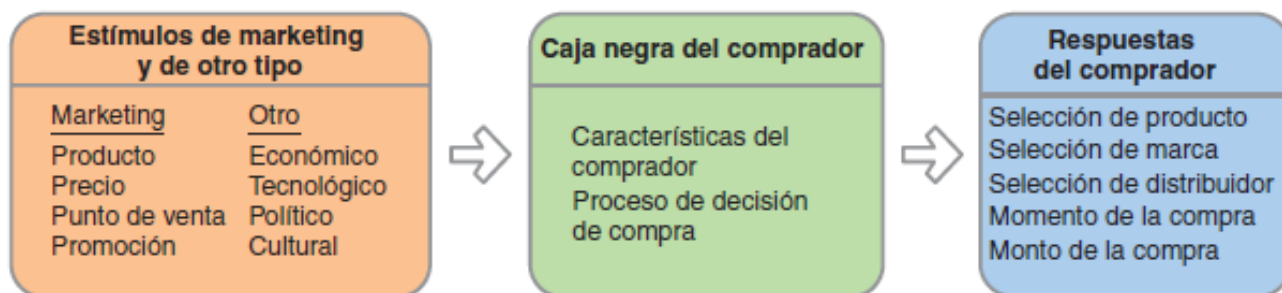 Estímulos de marketing
y de otro tipo
Marketing Otro
Producto Económico
Precio Tecnológico
Punto de venta Político
Promoción Cultural
Caja negra del comprador
Características del
comprador
Proceso de decisión
de compra
Respuestas
del comprador
Selección de producto
Selección de marca
Selección de distribuidor
Momento de la compra
Monto de la compra